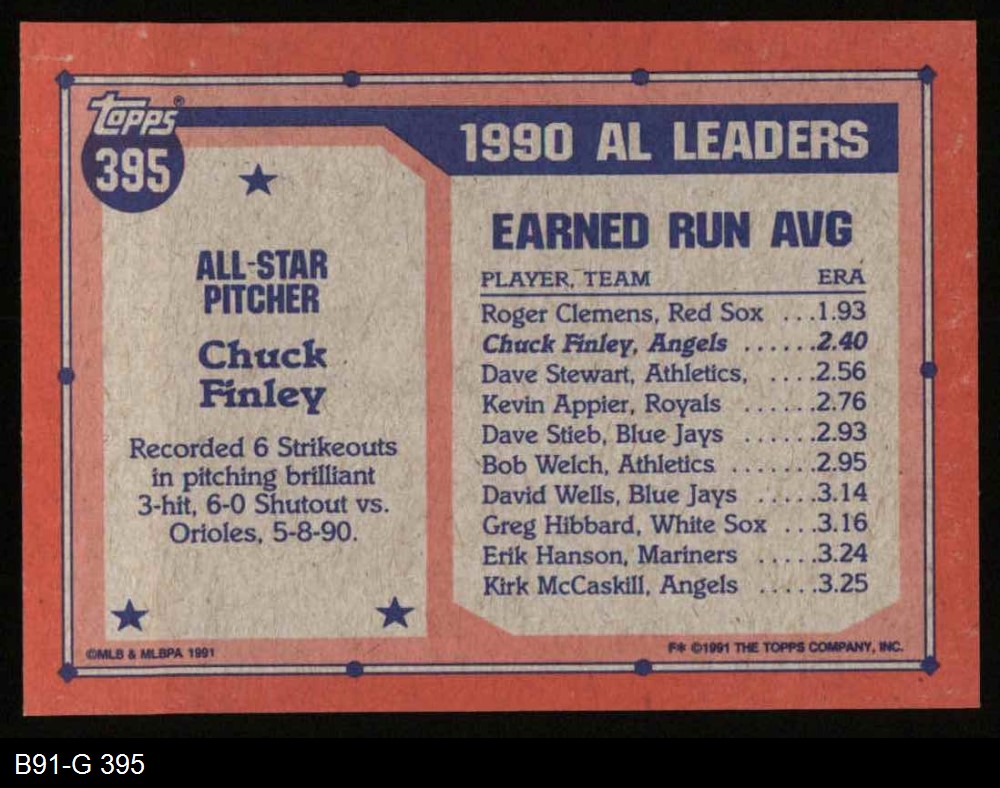 topps®
395
1990 AL LEADERS
ALL-STAR
PITCHER
Chuck
Finley
Recorded 6 Strikeouts
in pitching brilliant
3-hit, 6-0 Shutout vs.
Orioles, 5-8-90.
EARNED RUN AVG
PLAYER, TEAM ERA
Roger Clemens, Red Sox ...1.93
Chuck Finley, Angels ......2.40
Dave Stewart, Athletics, ....2.56
Kevin Appier, Royals ......2.76
Dave Stieb, Blue Jays ......2.93
Bob Welch, Athletics .......2.95
David Wells, Blue Jays .....3.14
Greg Hibbard, White Sox ...3.16
Erik Hanson, Mariners .....3.24
Kirk McCaskill, Angels .....3.25
©MLB & MLBPA 1991
F* ©1991 THE TOPPS COMPANY, INC.
B91-G 395